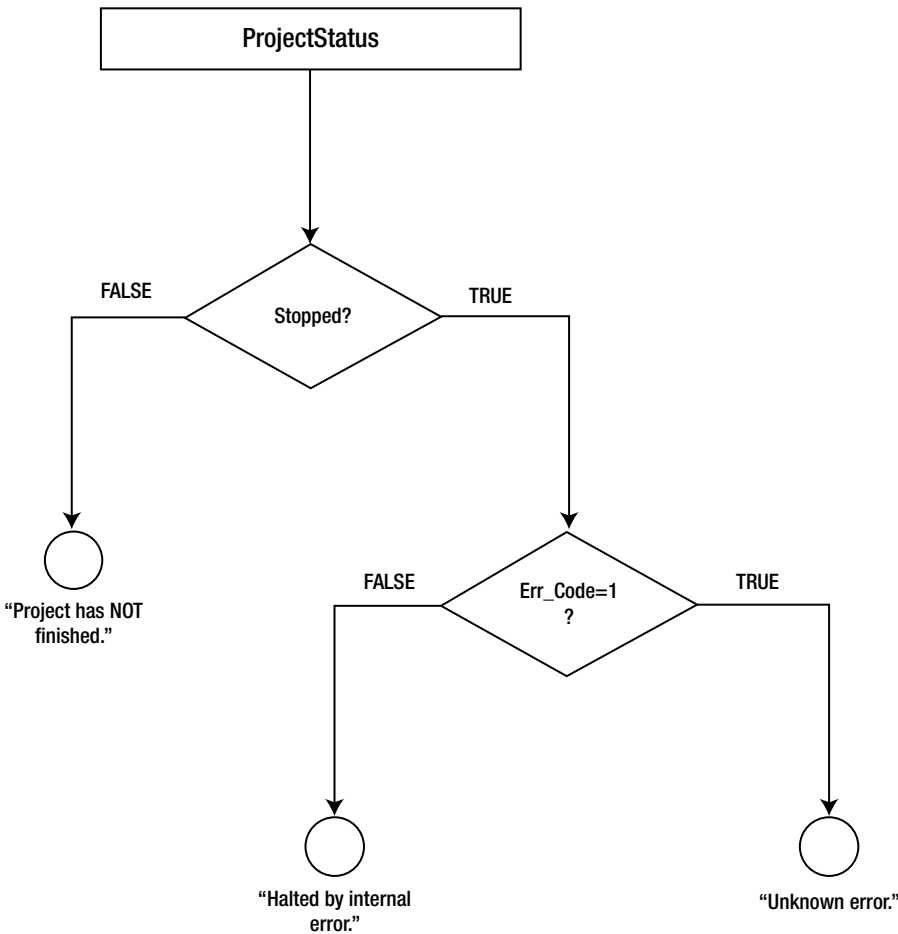 ProjectStatus
FALSE
TRUE
Stopped?
“Project has NOT
finished.”
FALSE
TRUE
Err_Code=1
?
“Halted by internal
error.”
“Unknown error.”